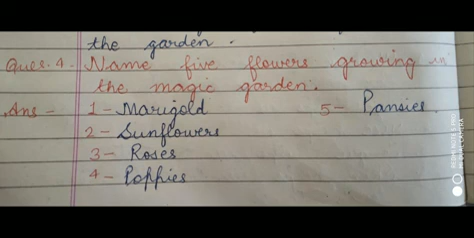 the garden.
Ques. 4. Name five flowers growing in
the magic garden.
Ans - 1 - Marigold
5 - Pansies.
2 - Sunflowers
3 - Roses
4 - Poppies